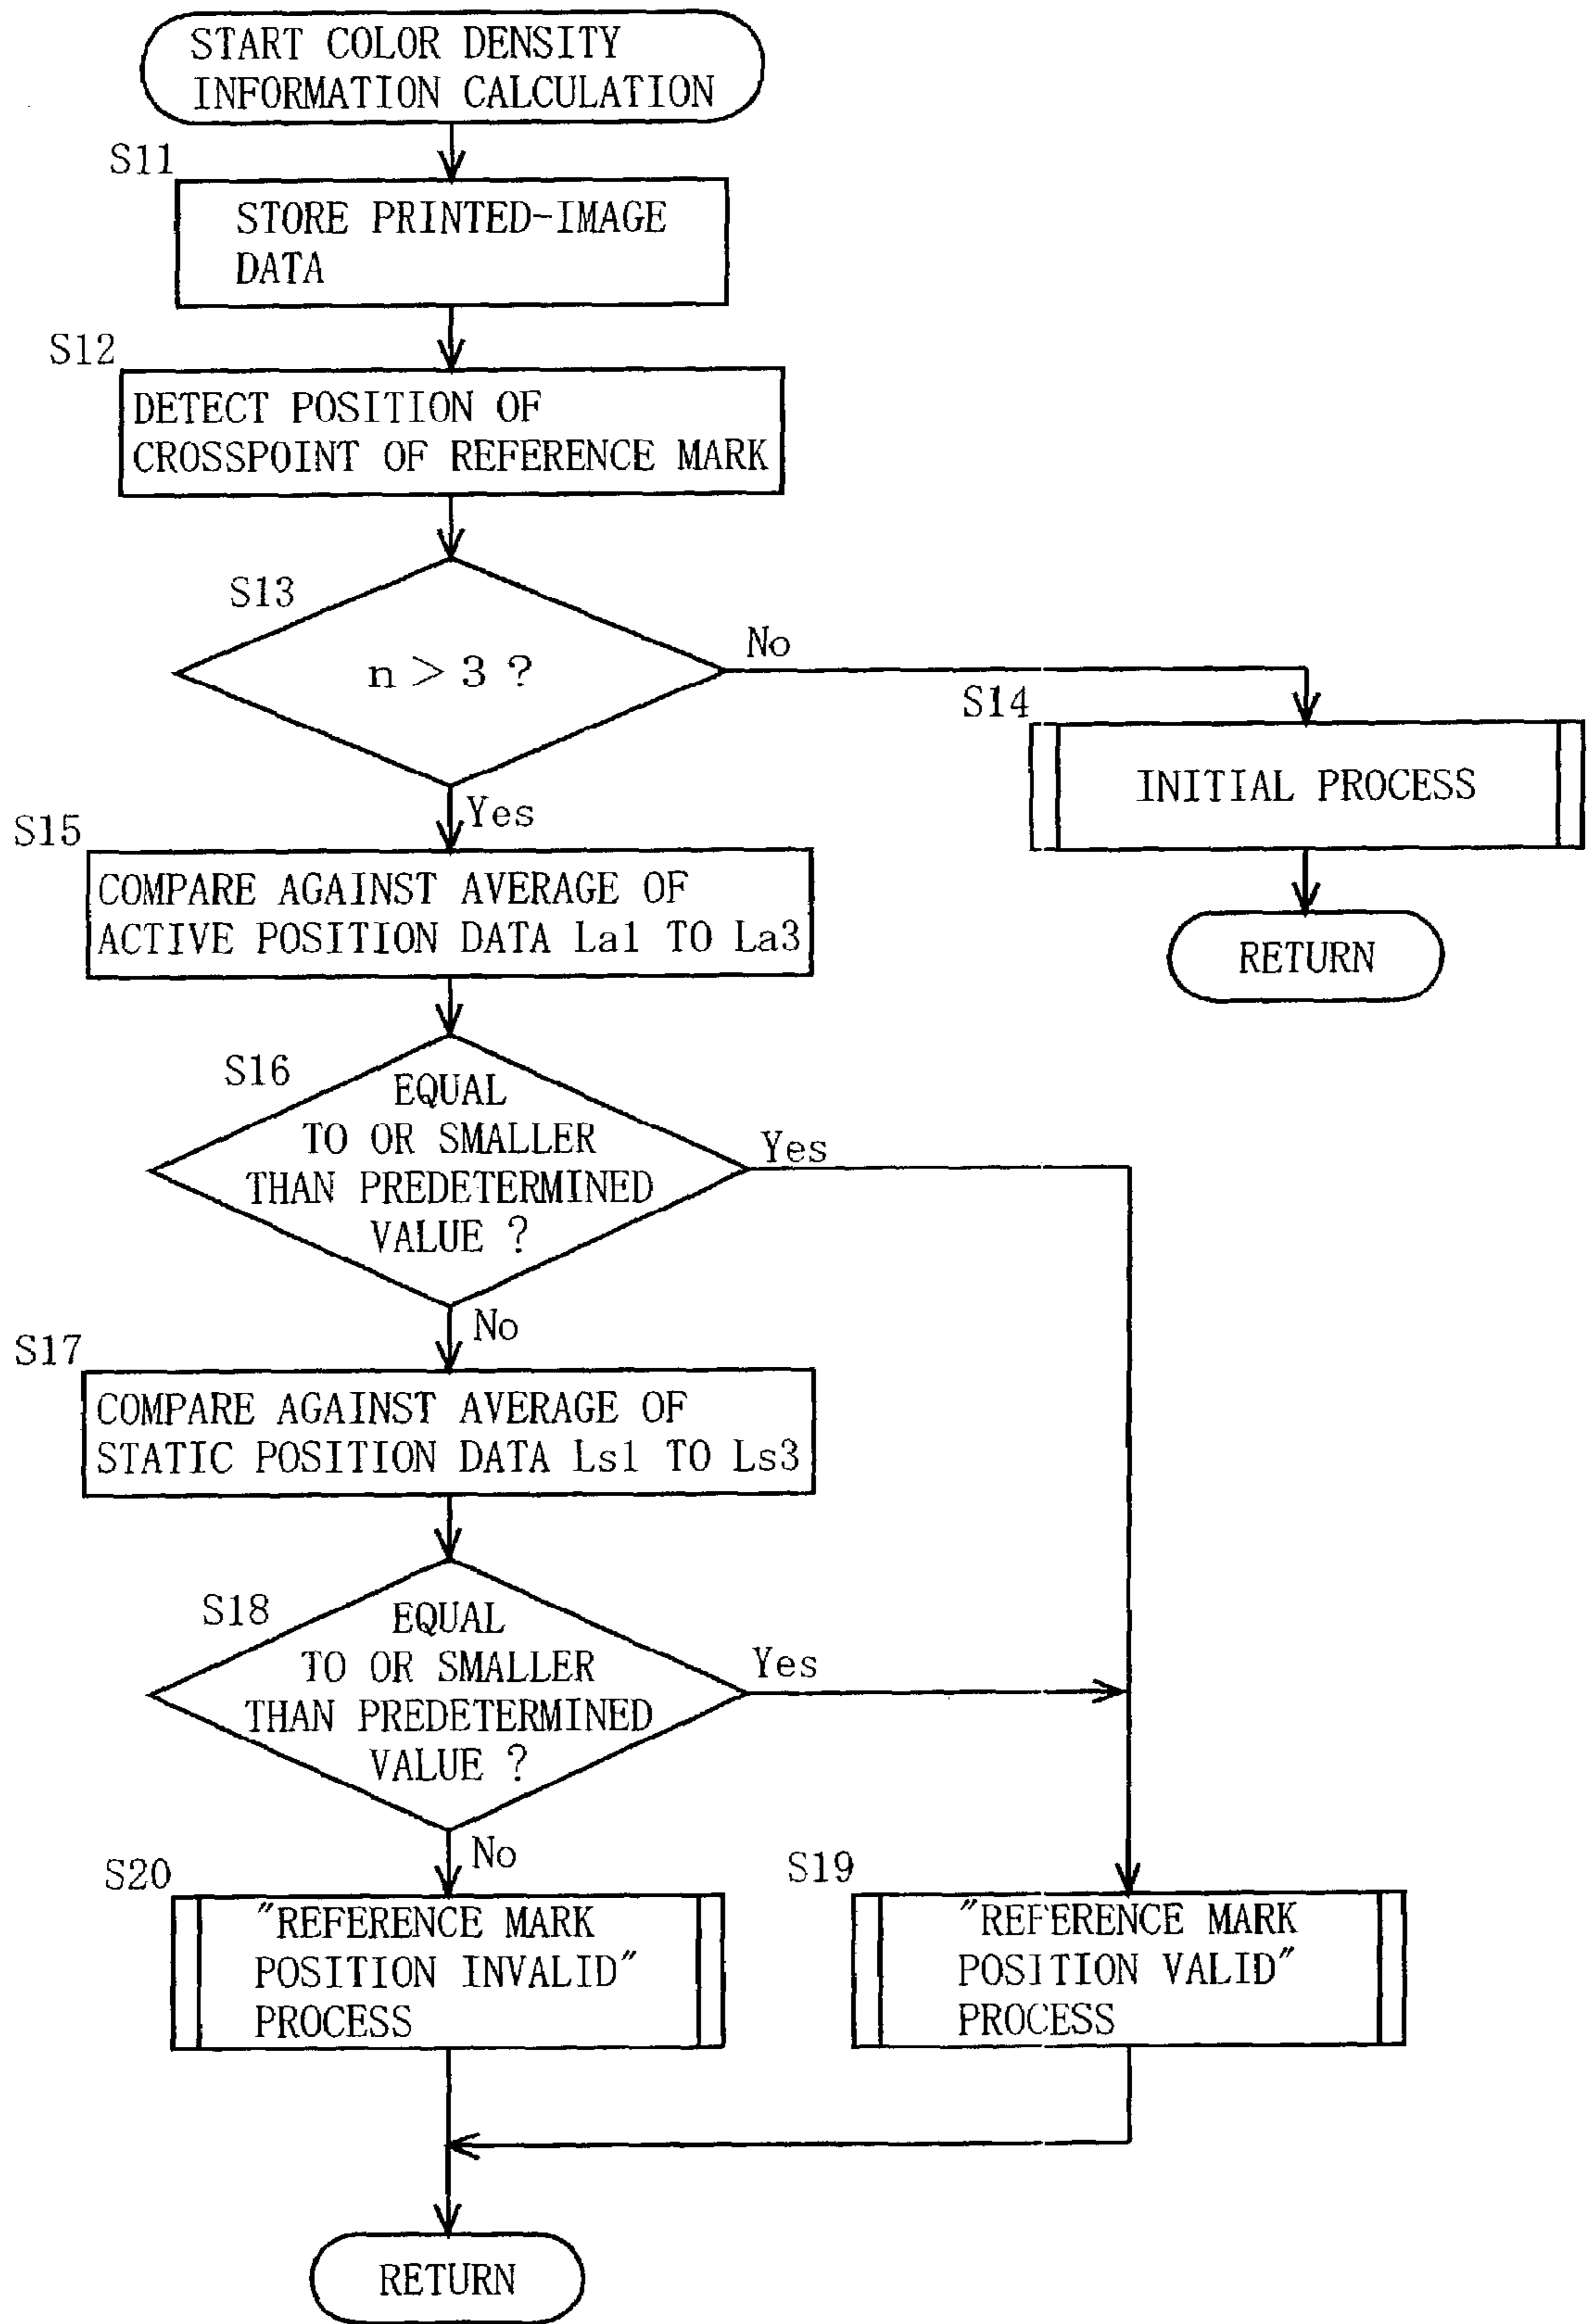 START COLOR DENSITY
INFORMATION CALCULATION
S11
STORE PRINTED-IMAGE
DATA
S12
DETECT POSITION OF
CROSSPOINT OF REFERENCE MARK
S13
n > 3 ?
No
S14
INITIAL PROCESS
RETURN
Yes
S15
COMPARE AGAINST AVERAGE OF
ACTIVE POSITION DATA La1 TO La3
S16
EQUAL
TO OR SMALLER
THAN PREDETERMINED
VALUE ?
Yes
No
S17
COMPARE AGAINST AVERAGE OF
STATIC POSITION DATA Ls1 TO Ls3
S18
EQUAL
TO OR SMALLER
THAN PREDETERMINED
VALUE ?
Yes
No
S20
"REFERENCE MARK
POSITION INVALID"
PROCESS
S19
"REFERENCE MARK
POSITION VALID"
PROCESS
RETURN